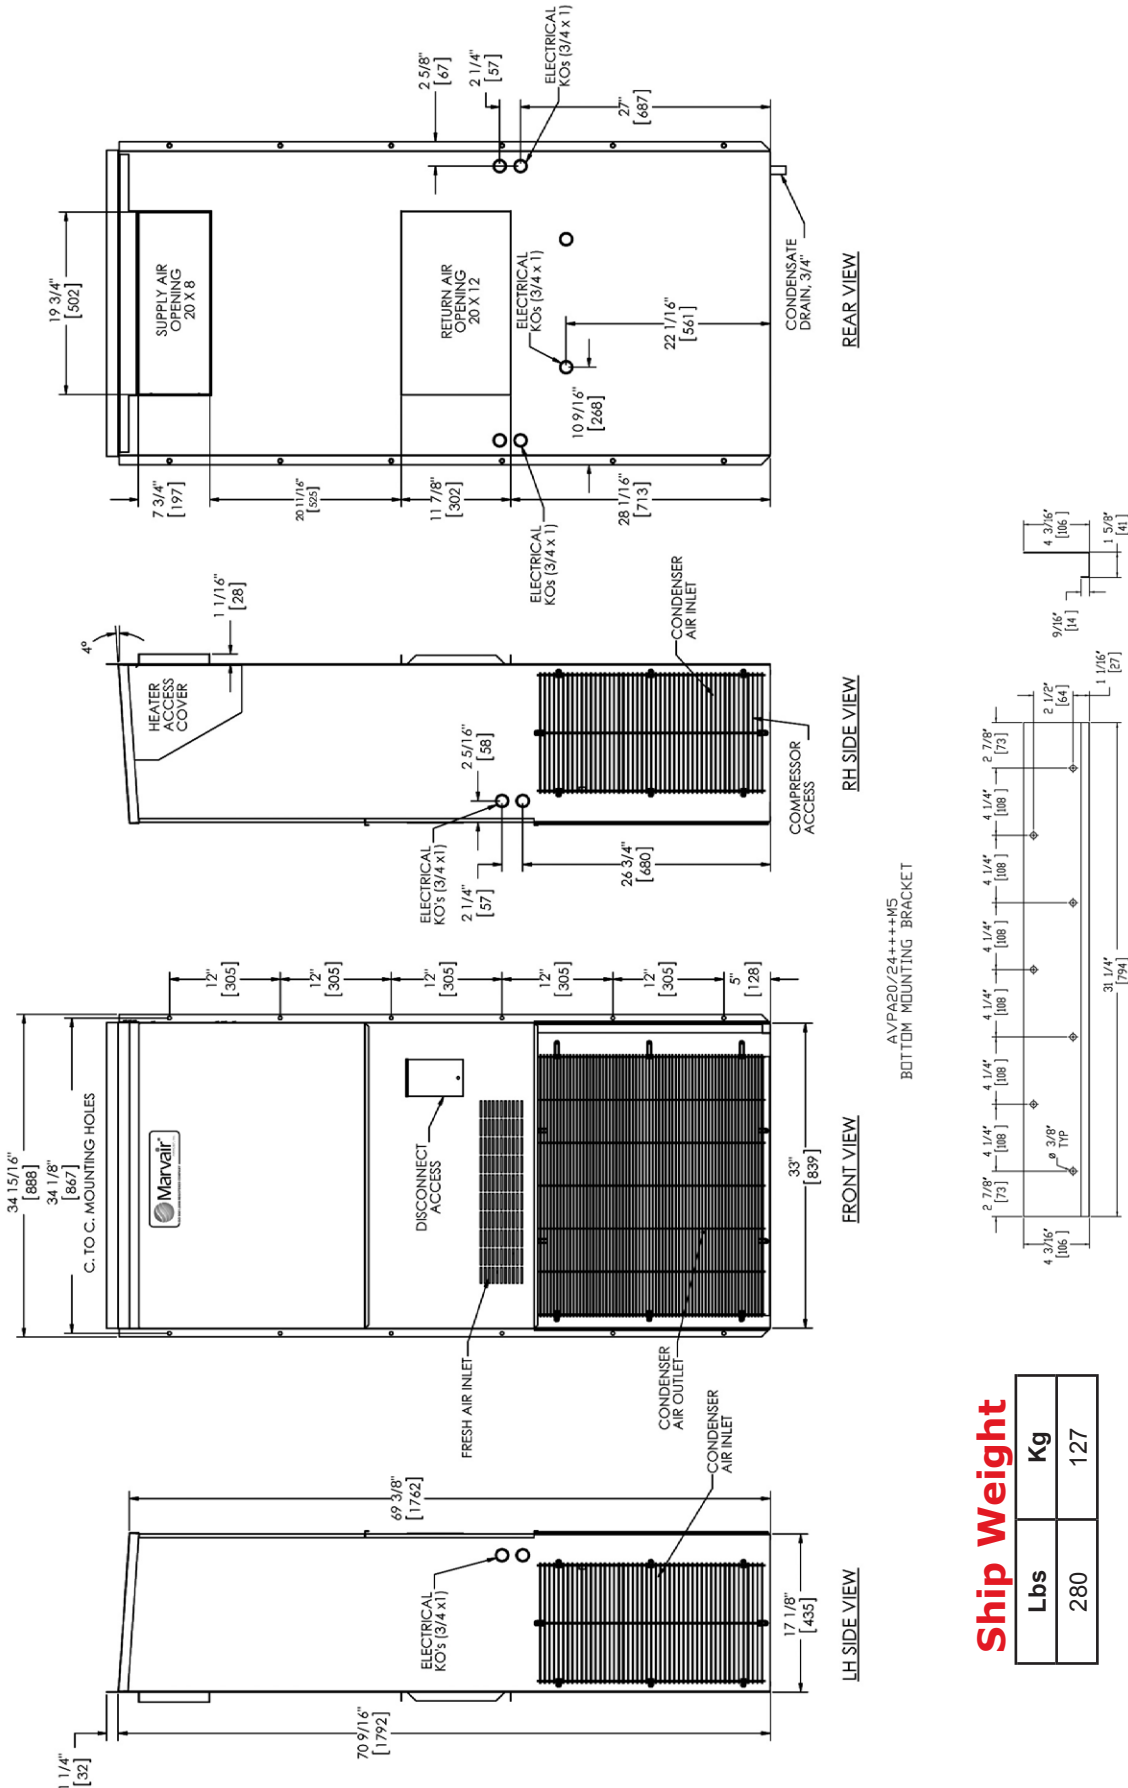 1 1/4"
[32]
70 9/16"
[1792]
69 3/8"
[1762]
ELECTRICAL
KO's (3/4 x1)
CONDENSER
AIR INLET
17 1/8"
[435]
LH SIDE VIEW
34 15/16"
[888]
34 1/8"
[867]
C. TO C. MOUNTING HOLES
Marvair®
12"
[305]
12"
[305]
12"
[305]
12"
[305]
12"
[305]
5"
[128]
DISCONNECT
ACCESS
FRESH AIR INLET
CONDENSER
AIR OUTLET
33"
[839]
FRONT VIEW
4°
HEATER
ACCESS
COVER
1 1/16"
[28]
ELECTRICAL
KO's (3/4 x1)
2 1/4"
[57]
2 5/16"
[58]
26 3/4"
[680]
CONDENSER
AIR INLET
COMPRESSOR
ACCESS
RH SIDE VIEW
19 3/4"
[502]
SUPPLY AIR
OPENING
20 X 8
7 3/4"
[197]
20 11/16"
[525]
11 7/8"
[302]
28 1/16"
[713]
RETURN AIR
OPENING
20 X 12
2 5/8"
[67]
2 1/4"
[57]
ELECTRICAL
KOs (3/4 x 1)
27"
[687]
ELECTRICAL
KOs (3/4 x 1)
ELECTRICAL
KOs (3/4 x 1)
10 9/16"
[268]
22 1/16"
[561]
CONDENSATE
DRAIN, 3/4"
REAR VIEW
AVPA20/24+++M5
BOTTOM MOUNTING BRACKET
4 3/16"
[106]
2 7/8"
[73]
4 1/4"
[108]
4 1/4"
[108]
4 1/4"
[108]
4 1/4"
[108]
4 1/4"
[108]
4 1/4"
[108]
2 7/8"
[73]
ø 3/8"
TYP
2 1/2"
[64]
1 1/16"
[27]
31 1/4"
[794]
9/16"
[14]
4 3/16"
[106]
1 5/8"
[41]
Ship Weight
Lbs Kg
280 127